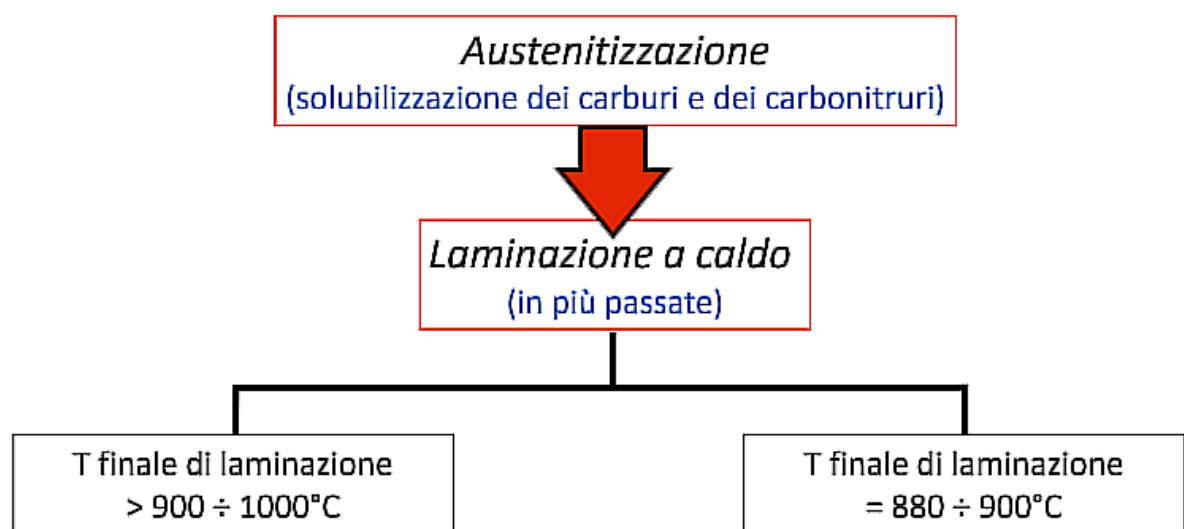 Austenitizzazione
(solubilizzazione dei carburi e dei carbonitruri)
Laminazione a caldo
(in più passate)
T finale di laminazione
> 900 ÷ 1000°C
T finale di laminazione
= 880 ÷ 900°C